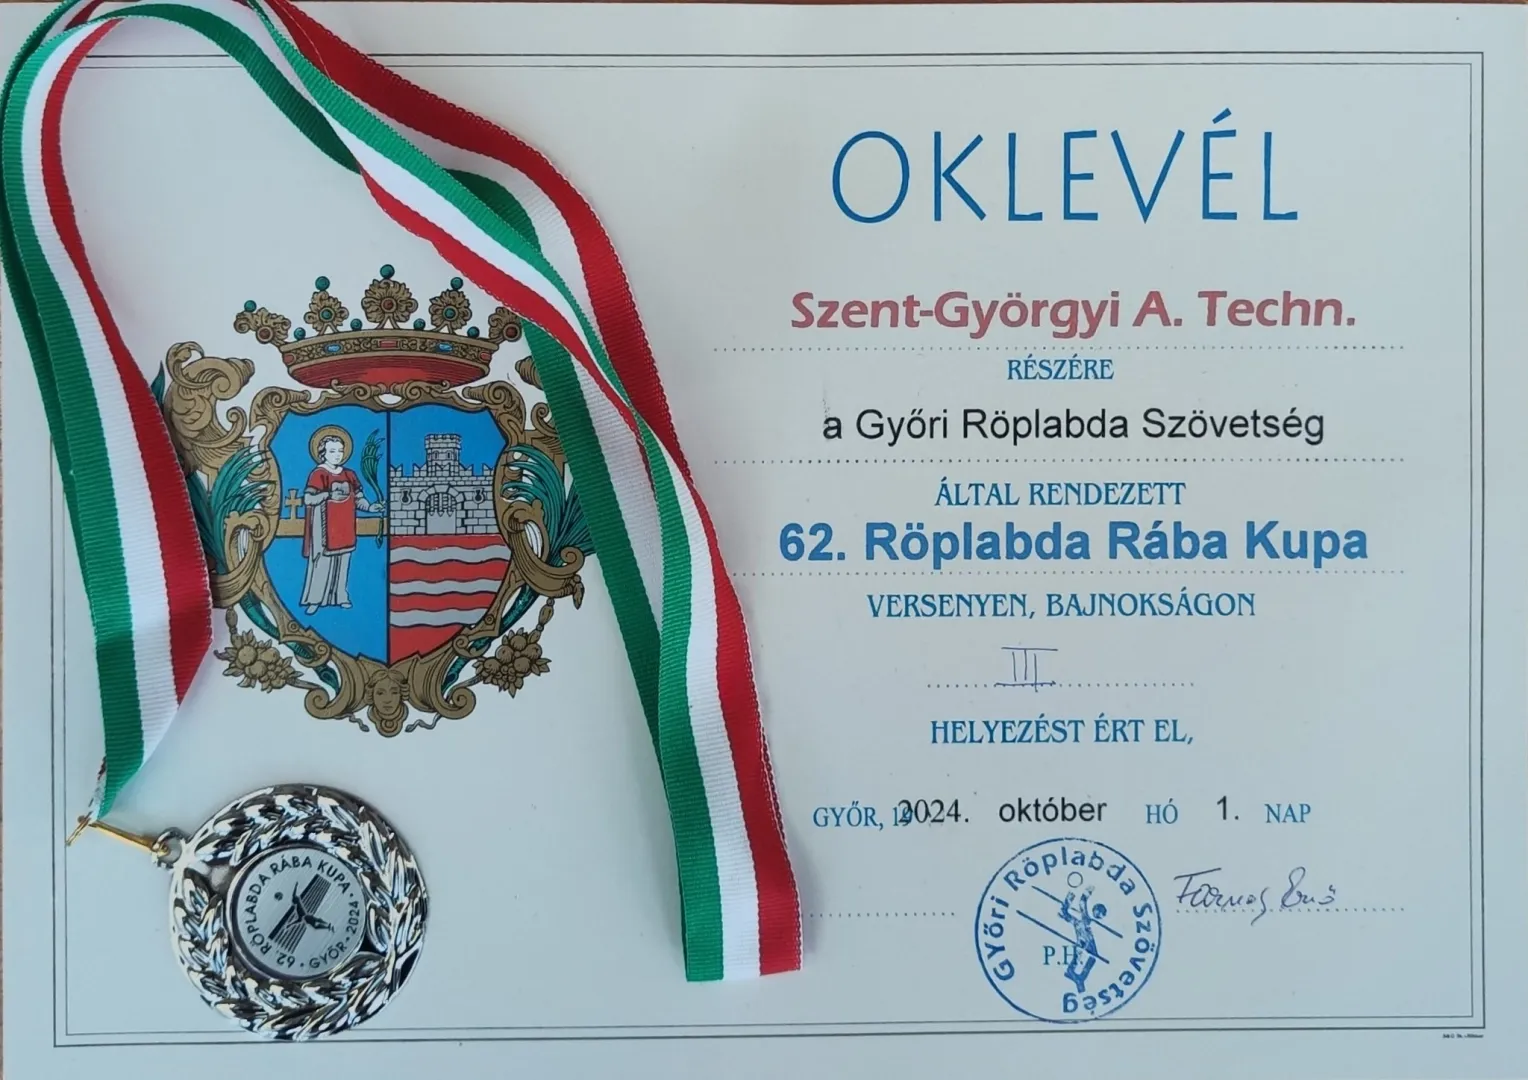 OKLEVÉL
Szent-Györgyi A. Techn.
RÉSZÉRE
a Győri Röplabda Szövetség
ÁLTAL RENDEZETT
62. Röplabda Rába Kupa
VERSENYEN, BAJNOKSÁGON
III
HELYEZÉST ÉRT EL,
GYŐR, 19 2024. október HÓ 1. NAP
Győri Röplabda Szövetség
P.H.
62. RÖPLABDA RÁBA KUPA
GYŐR · 2024